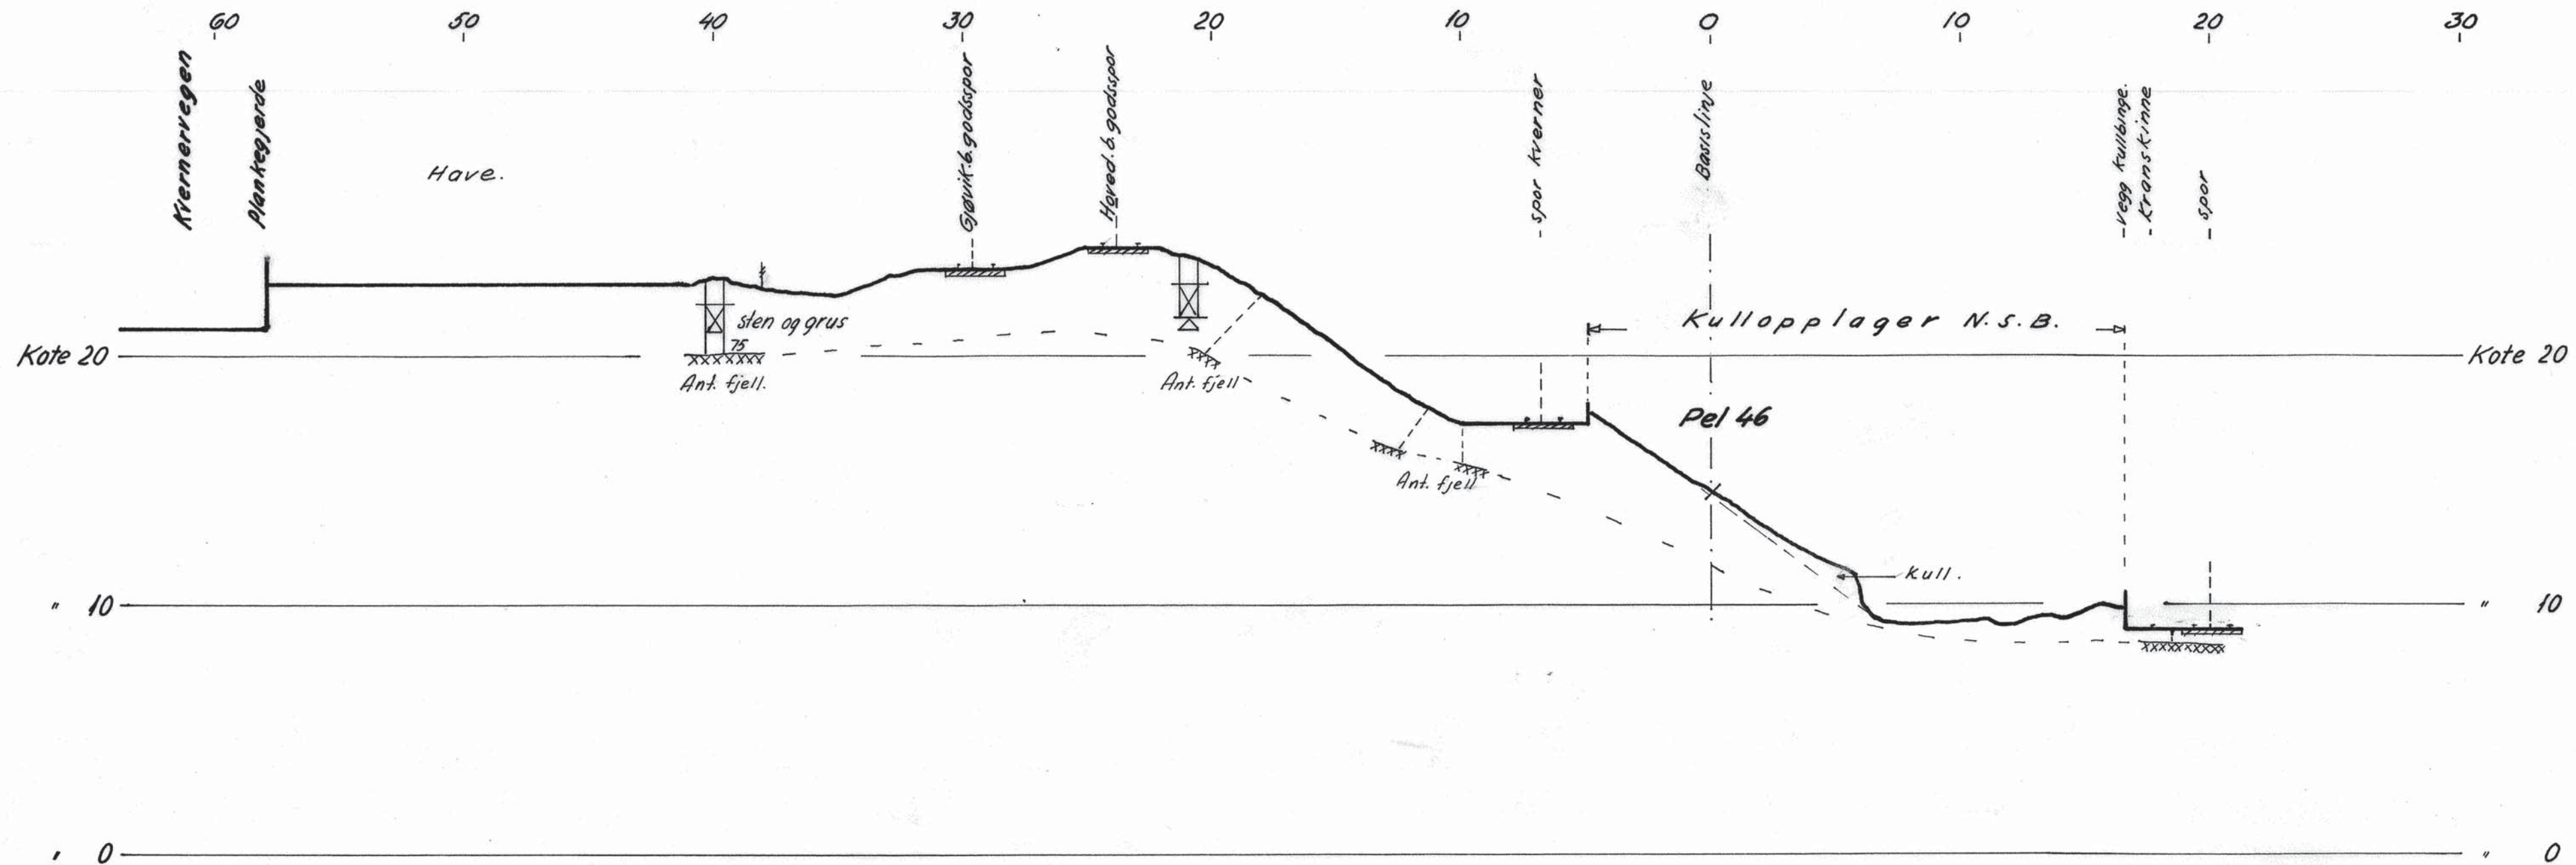 60 50 40 30 20 10 0 10 20 30
Kvernervegen
Plankegjerde
Have.
Gjøvik.b.godsspor
Hoved.b.godsspor
spor kverner
Basislinje
vegg kullbinge.
Kranskinne
spor
sten og grus
75
Kullopplager N.S.B.
Kote 20
Kote 20
Ant. fjell.
Ant. fjell
Pel 46
Ant. fjell
Kull.
" 10
" 10
" 0
" 0